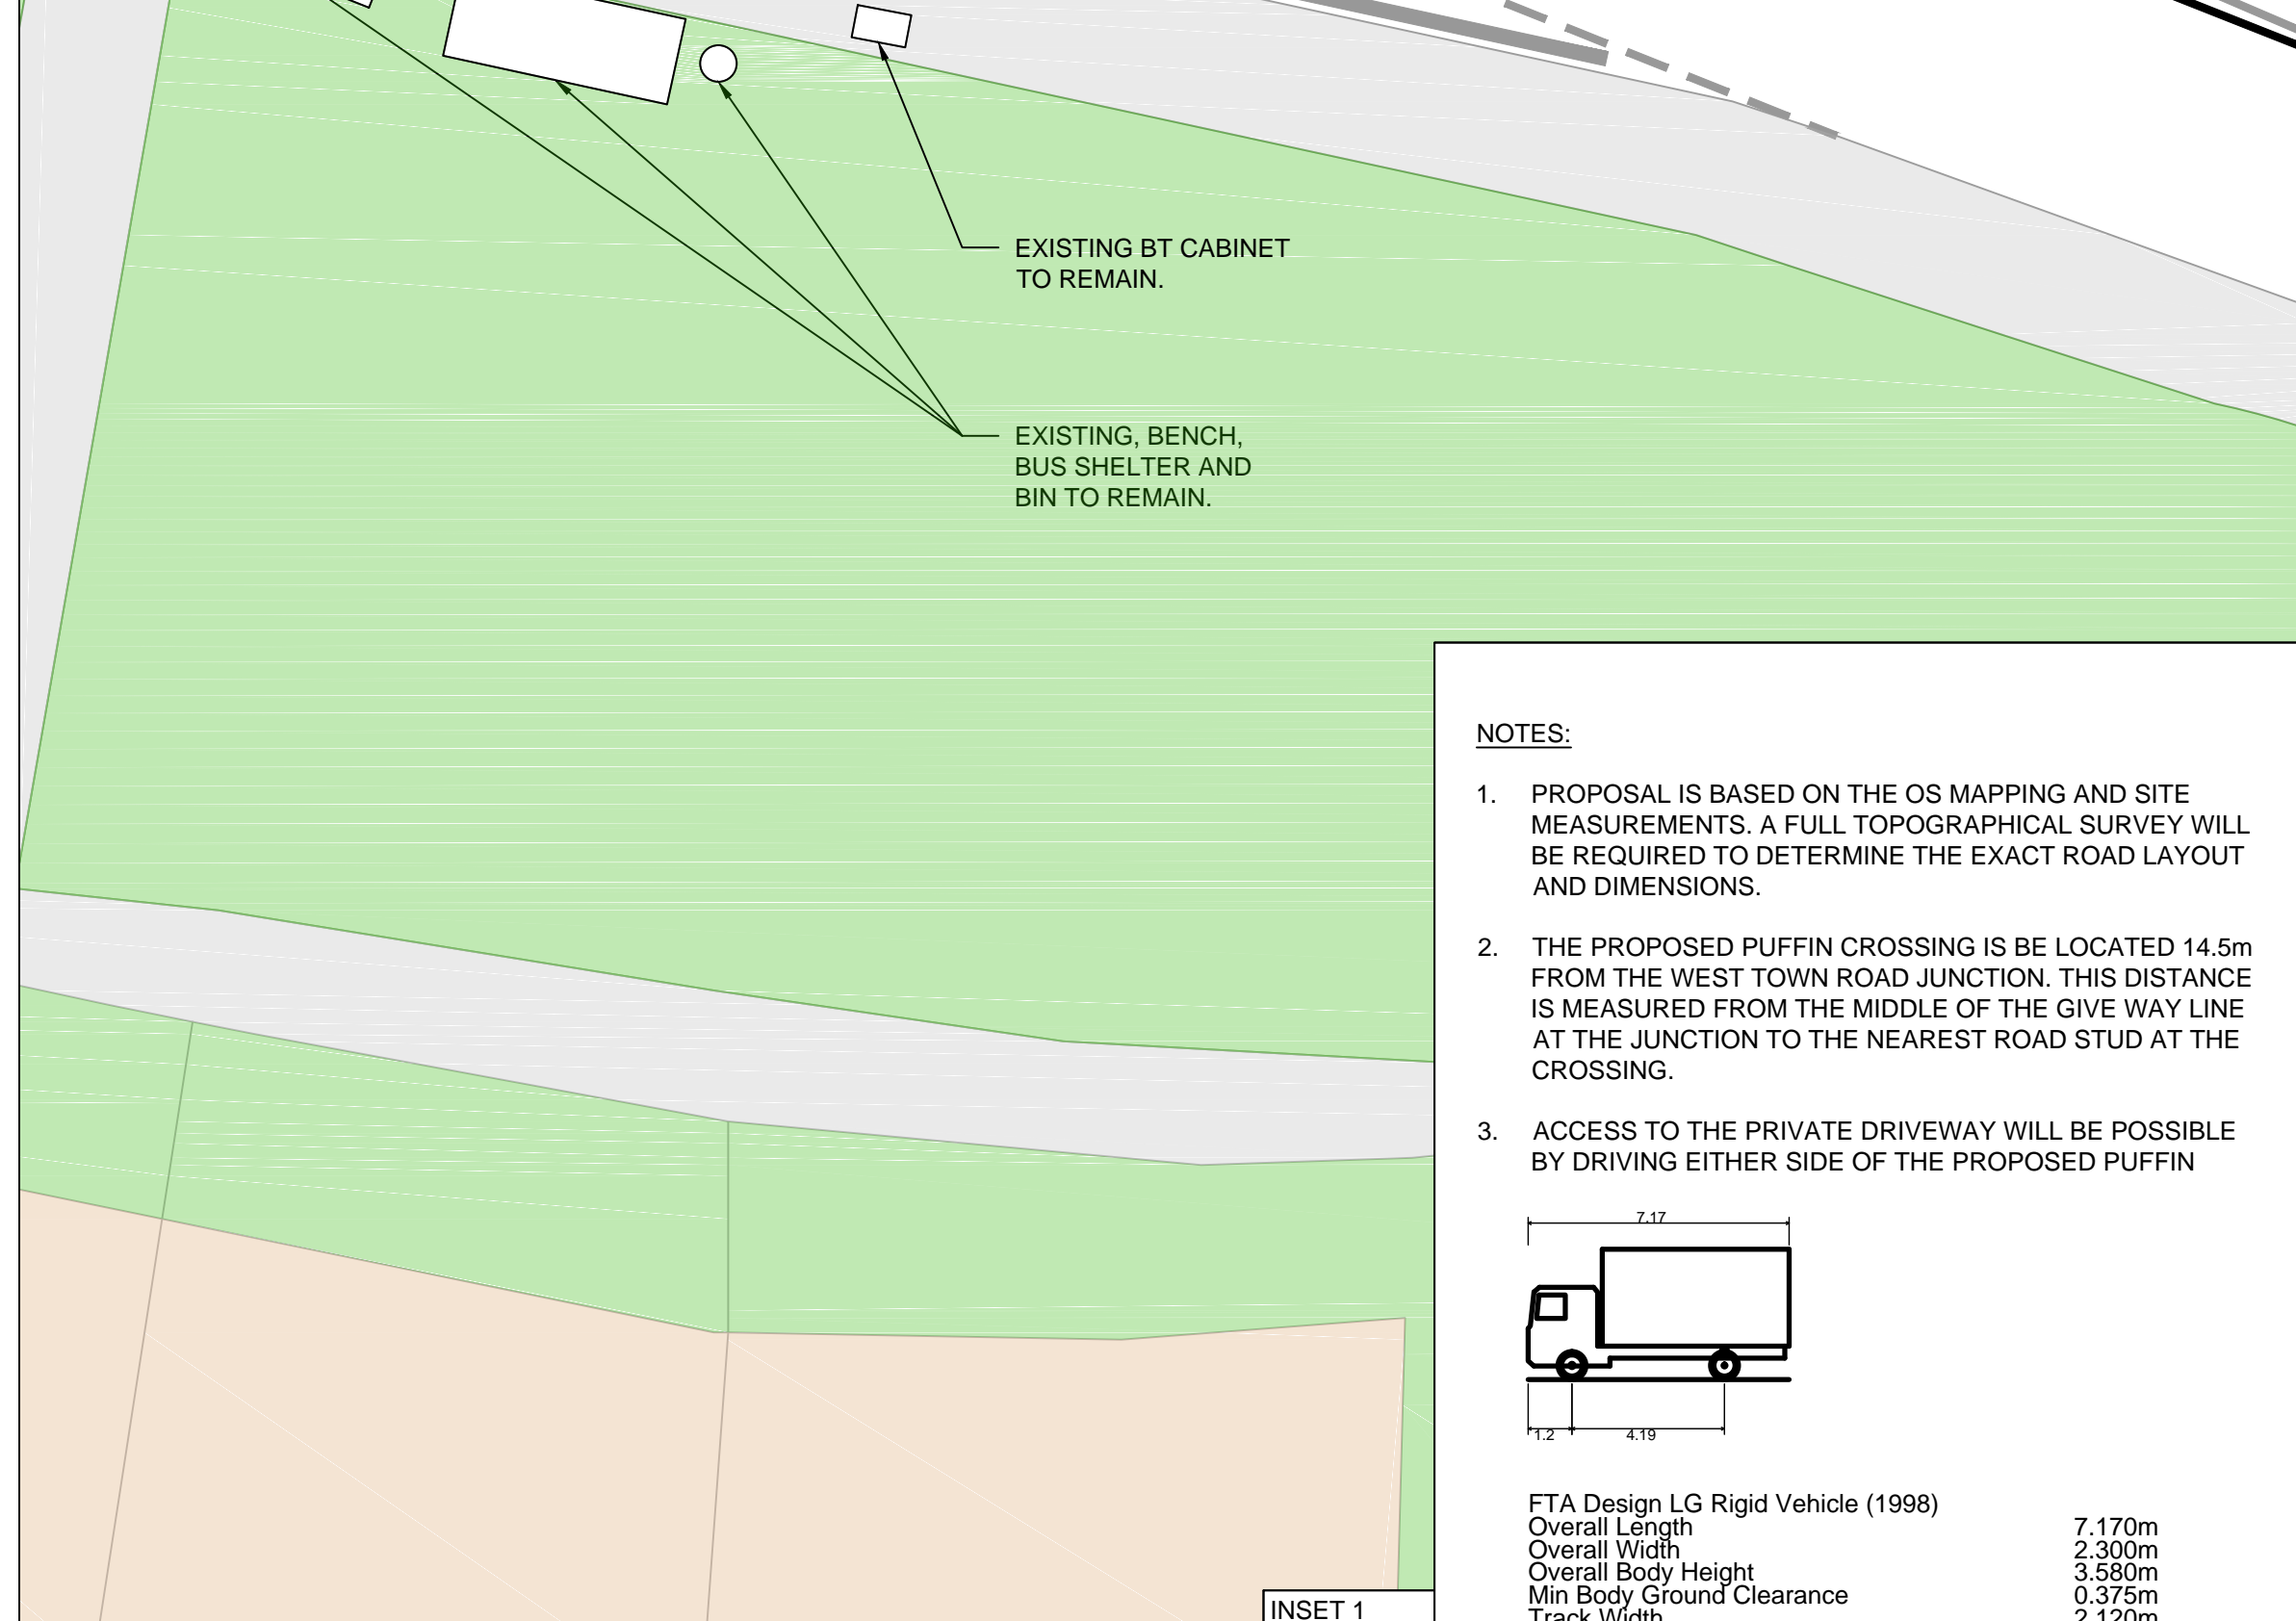 EXISTING BT CABINET
TO REMAIN.
EXISTING, BENCH,
BUS SHELTER AND
BIN TO REMAIN.
NOTES:
1. PROPOSAL IS BASED ON THE OS MAPPING AND SITE
MEASUREMENTS. A FULL TOPOGRAPHICAL SURVEY WILL
BE REQUIRED TO DETERMINE THE EXACT ROAD LAYOUT
AND DIMENSIONS.
2. THE PROPOSED PUFFIN CROSSING IS BE LOCATED 14.5m
FROM THE WEST TOWN ROAD JUNCTION. THIS DISTANCE
IS MEASURED FROM THE MIDDLE OF THE GIVE WAY LINE
AT THE JUNCTION TO THE NEAREST ROAD STUD AT THE
CROSSING.
3. ACCESS TO THE PRIVATE DRIVEWAY WILL BE POSSIBLE
BY DRIVING EITHER SIDE OF THE PROPOSED PUFFIN
7.17
1.2 4.19
FTA Design LG Rigid Vehicle (1998)
Overall Length 7.170m
Overall Width 2.300m
Overall Body Height 3.580m
Min Body Ground Clearance 0.375m
Track Width 2.120m
INSET 1